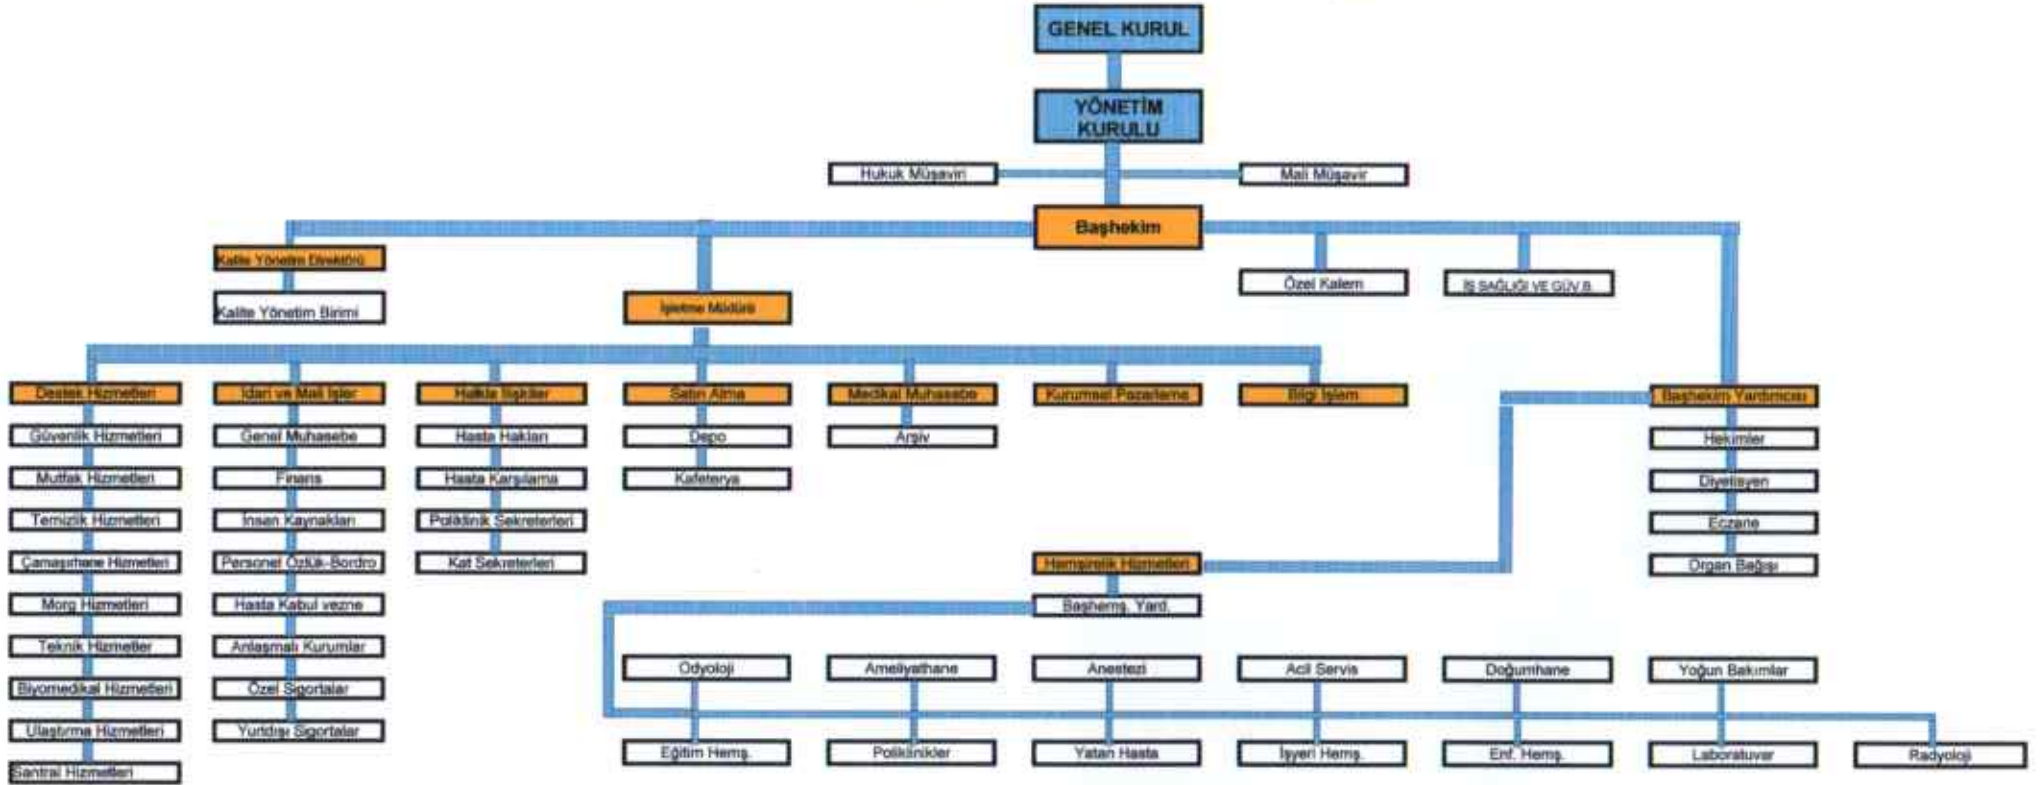 GENEL KURUL
YÖNETİM
KURULU
Hukuk Müşaviri
Mali Müşavir
Başhekim
Kalite Yönetim Direktörü
Kalite Yönetim Birimi
İşletme Müdürü
Özel Kalem
İŞ SAĞLIĞI VE GÜV.B.
Destek Hizmetleri
İdari ve Mali İşler
Halkla İlişkiler
Satın Alma
Medikal Muhasebe
Kurumsal Pazarlama
Bilgi İşlem
Başhekim Yardımcısı
Güvenlik Hizmetleri
Genel Muhasebe
Hasta Hakları
Depo
Arşiv
Hekimler
Mutfak Hizmetleri
Finans
Hasta Karşılama
Kafeterya
Diyetisyen
Temizlik Hizmetleri
İnsan Kaynakları
Poliklinik Sekreterleri
Eczane
Çamaşırhane Hizmetleri
Personel Özlük-Bordro
Kat Sekreterleri
Hemşirelik Hizmetleri
Organ Bağışı
Morg Hizmetleri
Hasta Kabul vezne
Başhemş. Yard.
Teknik Hizmetler
Anlaşmalı Kurumlar
Odyoloji
Ameliyathane
Anestezi
Acil Servis
Doğumhane
Yoğun Bakımlar
Biyomedikal Hizmetleri
Özel Sigortalar
Ulaştırma Hizmetleri
Yurtdışı Sigortalar
Eğitim Hemş.
Poliklinikler
Yatan Hasta
İşyeri Hemş.
Enf. Hemş.
Laboratuvar
Radyoloji
Santral Hizmetleri